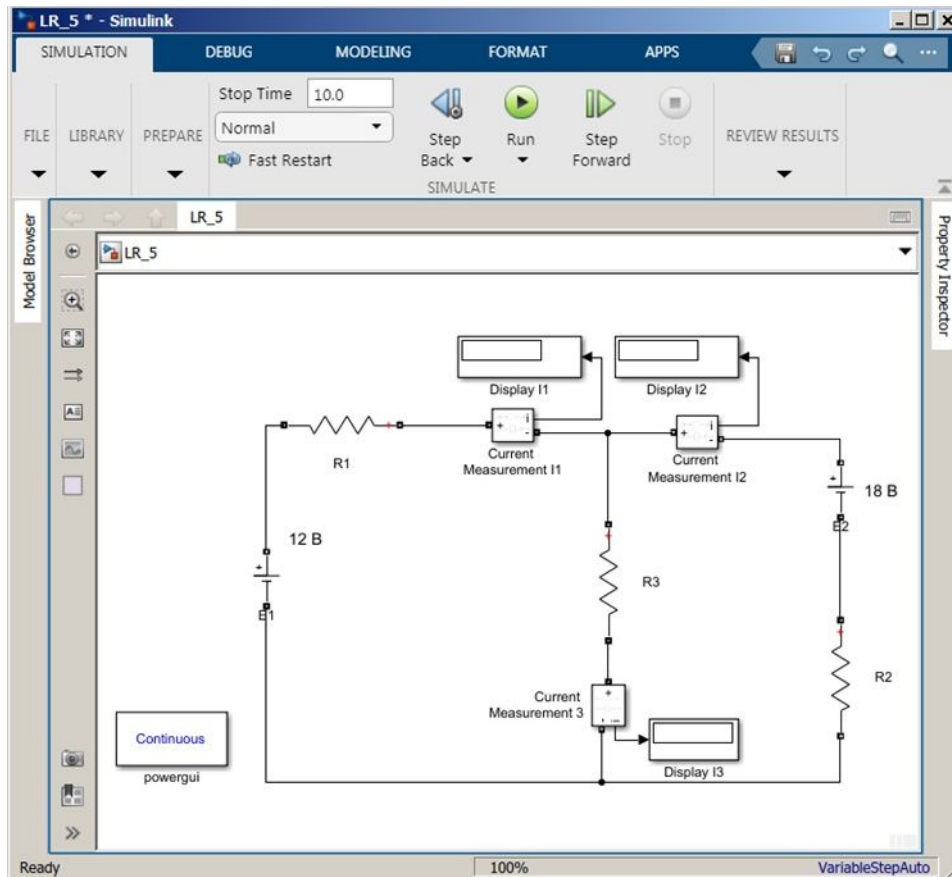 LR_5 * - Simulink
SIMULATION DEBUG MODELING FORMAT APPS
Stop Time 10.0
Normal
Fast Restart
FILE LIBRARY PREPARE
Step Back
Run
Step Forward
Stop
REVIEW RESULTS
SIMULATE
Model Browser
Property Inspector
LR_5
LR_5
Display I1
Display I2
R1
Current
Measurement I1
Current
Measurement I2
18 В
E2
12 В
E1
R3
R2
Current
Measurement 3
Display I3
Continuous
powergui
Ready 100% VariableStepAuto